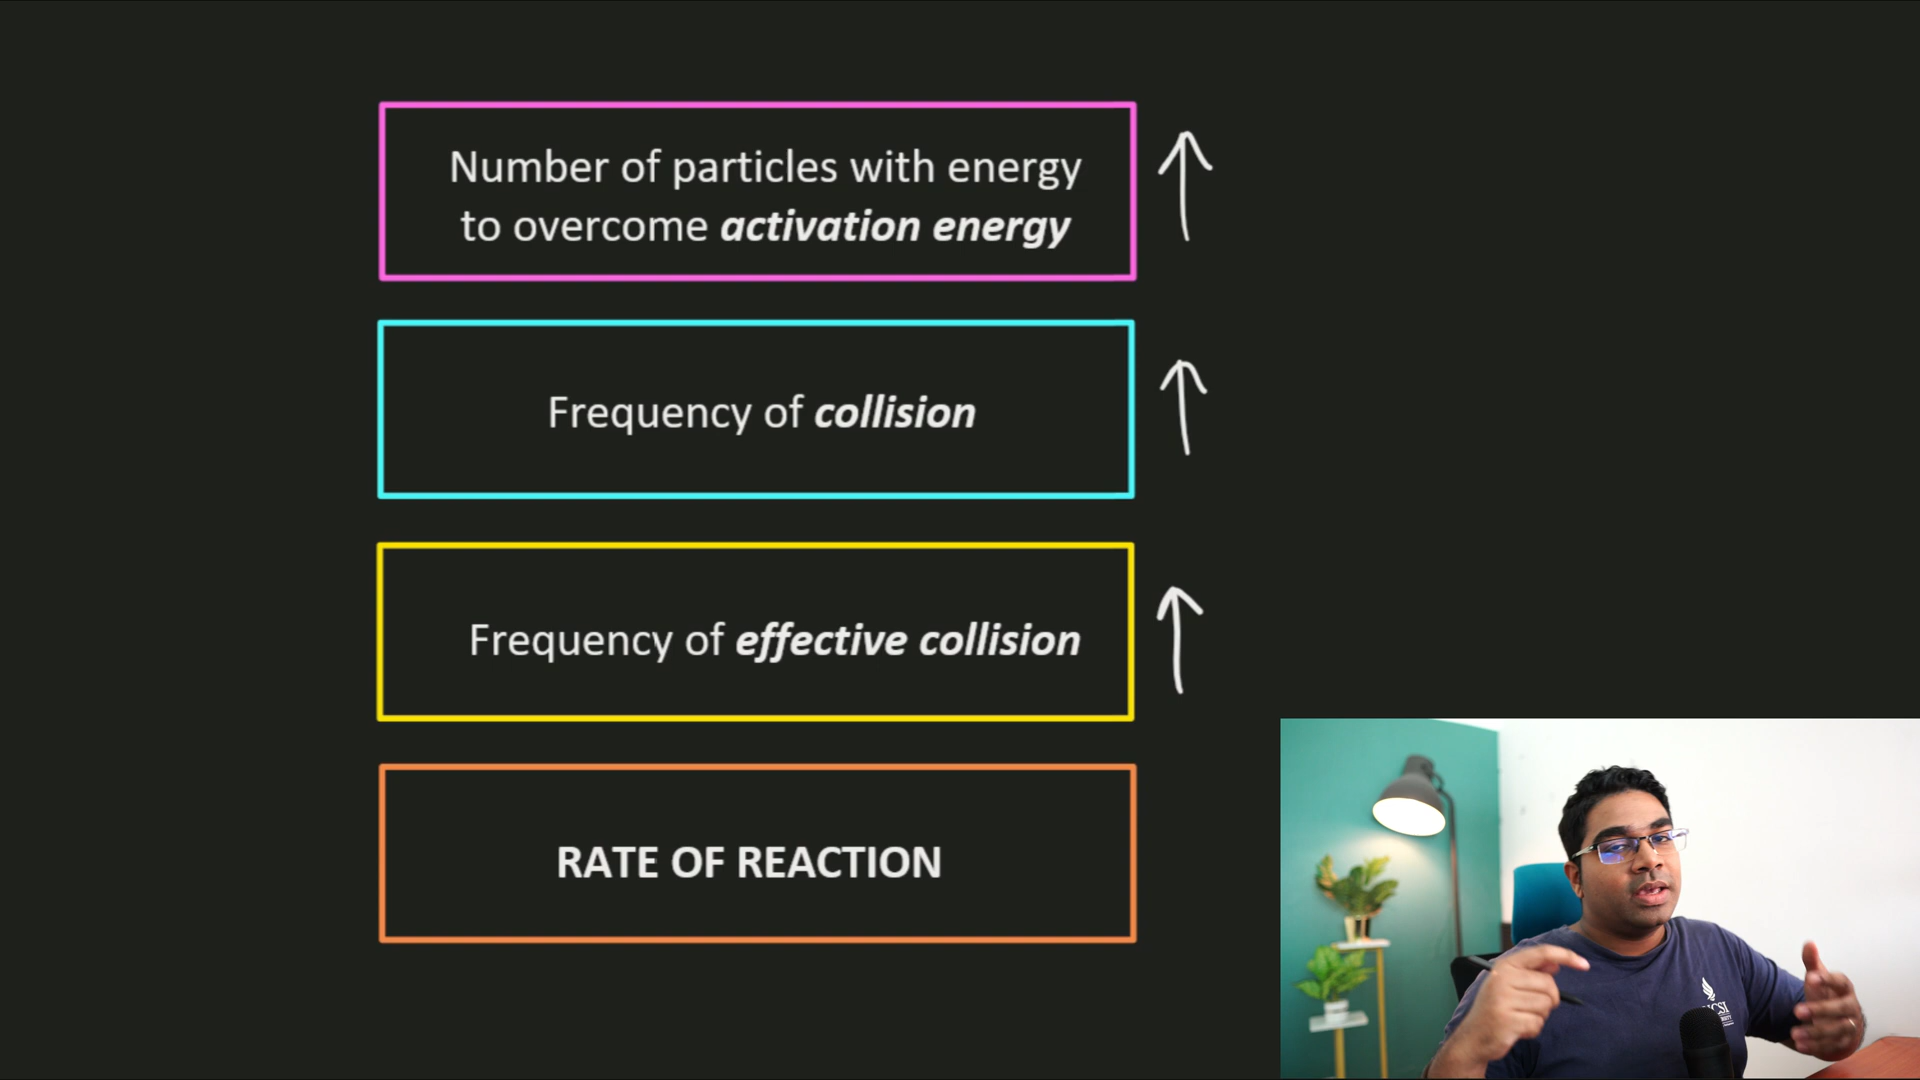 Number of particles with energy
to overcome activation energy
Frequency of collision
Frequency of effective collision
RATE OF REACTION